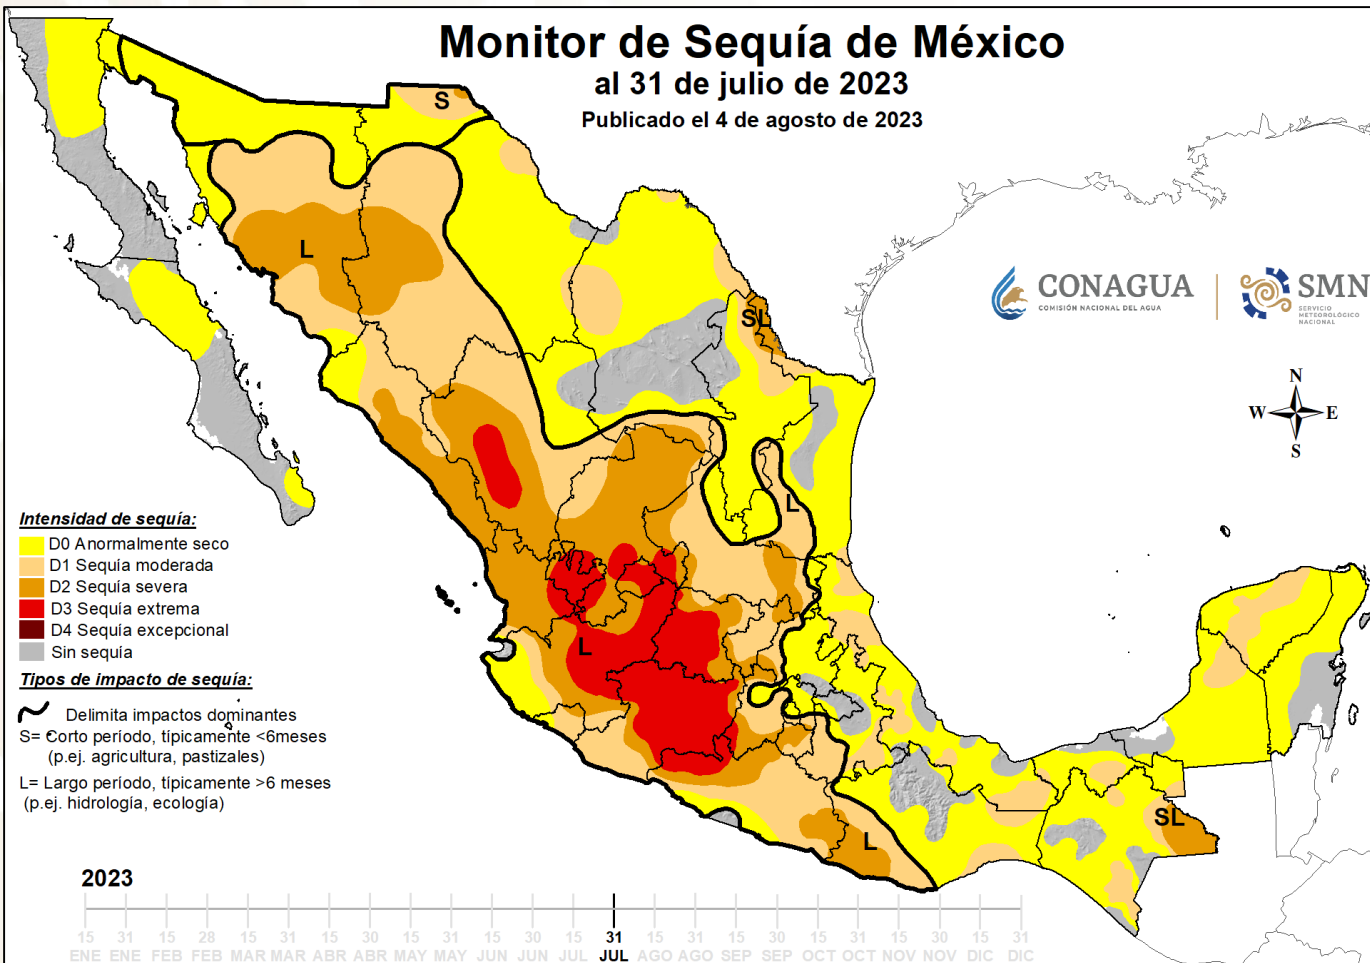 Monitor de Sequía de México
al 31 de julio de 2023
Publicado el 4 de agosto de 2023
S
L
SL
CONAGUA
COMISIÓN NACIONAL DEL AGUA
SMN
SERVICIO
METEOROLÓGICO
NACIONAL
N
W E
S
L
L
L
SL
Intensidad de sequía:
D0 Anormalmente seco
D1 Sequía moderada
D2 Sequía severa
D3 Sequía extrema
D4 Sequía excepcional
Sin sequía
Tipos de impacto de sequía:
Delimita impactos dominantes
S= Corto período, típicamente <6meses
(p.ej. agricultura, pastizales)
L= Largo período, típicamente >6 meses
(p.ej. hidrología, ecología)
2023
15 31 15 28 15 31 15 30 15 31 15 30 15 31 15 31 15 30 15 31 15 30 15 31
ENE ENE FEB FEB MAR MAR ABR ABR MAY MAY JUN JUN JUL JUL AGO AGO SEP SEP OCT OCT NOV NOV DIC DIC